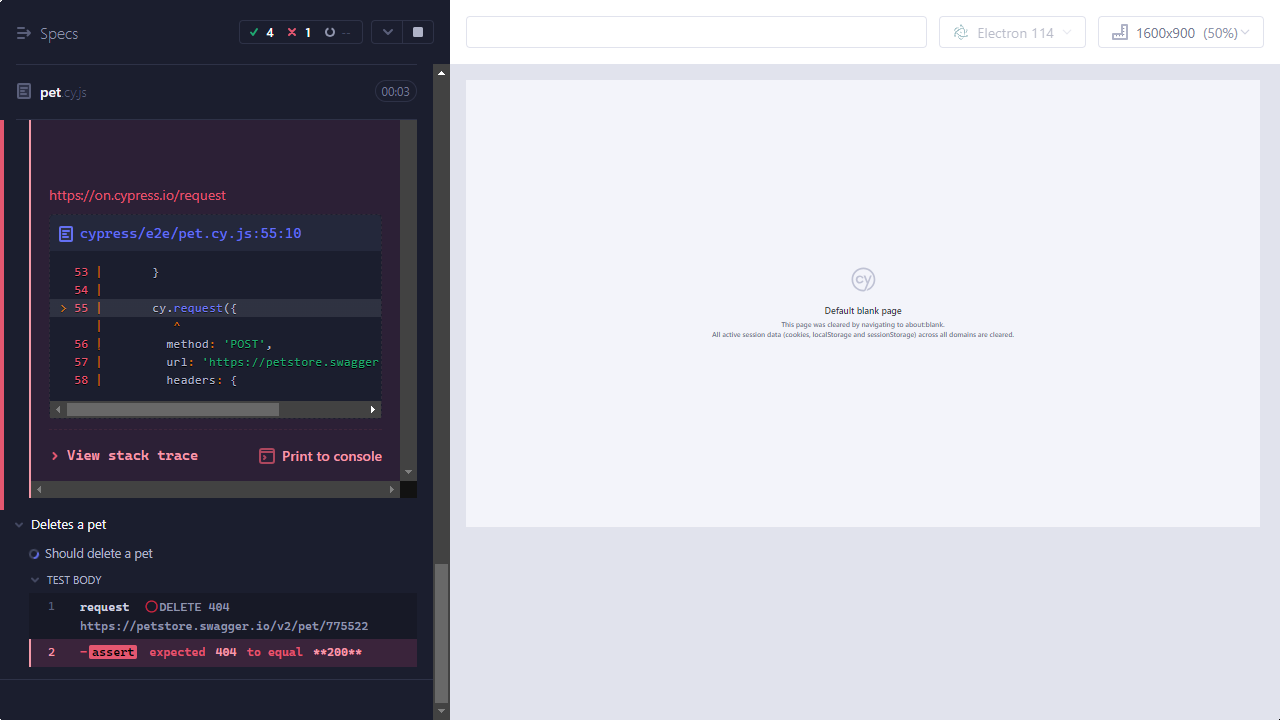 Specs
4 1 --
Electron 114
1600x900 (50%)
pet.cy.js
00:03
https://on.cypress.io/request
cypress/e2e/pet.cy.js:55:10
53 | }
54 |
> 55 | cy.request({
| ^
56 | method: 'POST',
57 | url: 'https://petstore.swagger
58 | headers: {
> View stack trace
Print to console
Deletes a pet
Should delete a pet
TEST BODY
1 request DELETE 404
https://petstore.swagger.io/v2/pet/775522
2 -assert expected 404 to equal **200**
cy
Default blank page
This page was cleared by navigating to about:blank.
All active session data (cookies, localStorage and sessionStorage) across all domains are cleared.